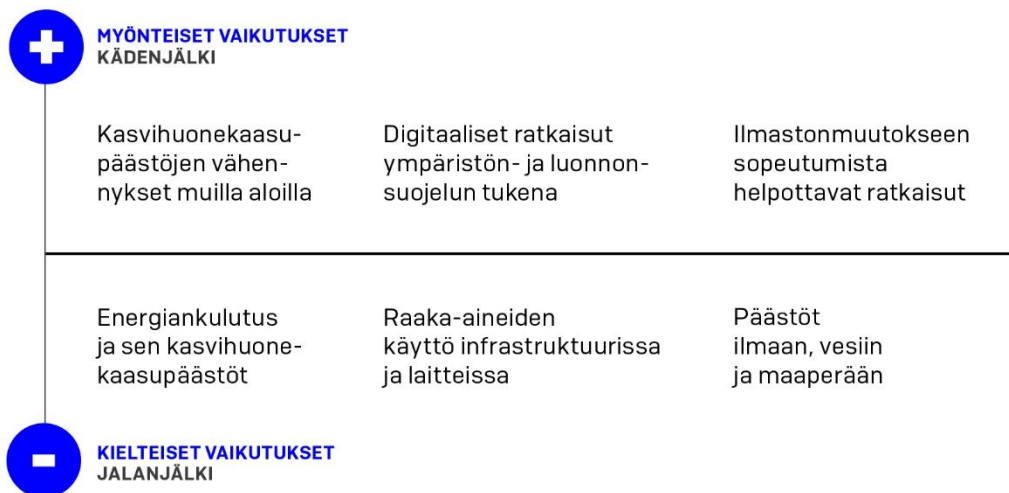 MYÖNTEISET VAIKUTUKSET
KÄDENJÄLKI
Kasvihuonekaasu-
päästöjen vähen-
nykset muilla aloilla
Digitaaliset ratkaisut
ympäristön- ja luonnon-
suojelun tukena
Ilmastonmuutokseen
sopeutumista
helpottavat ratkaisut
Energiankulutus
ja sen kasvihuone-
kaasupäästöt
Raaka-aineiden
käyttö infrastruktuurissa
ja laitteissa
Päästöt
ilmaan, vesiin
ja maaperään
KIELTEISET VAIKUTUKSET
JALANJÄLKI